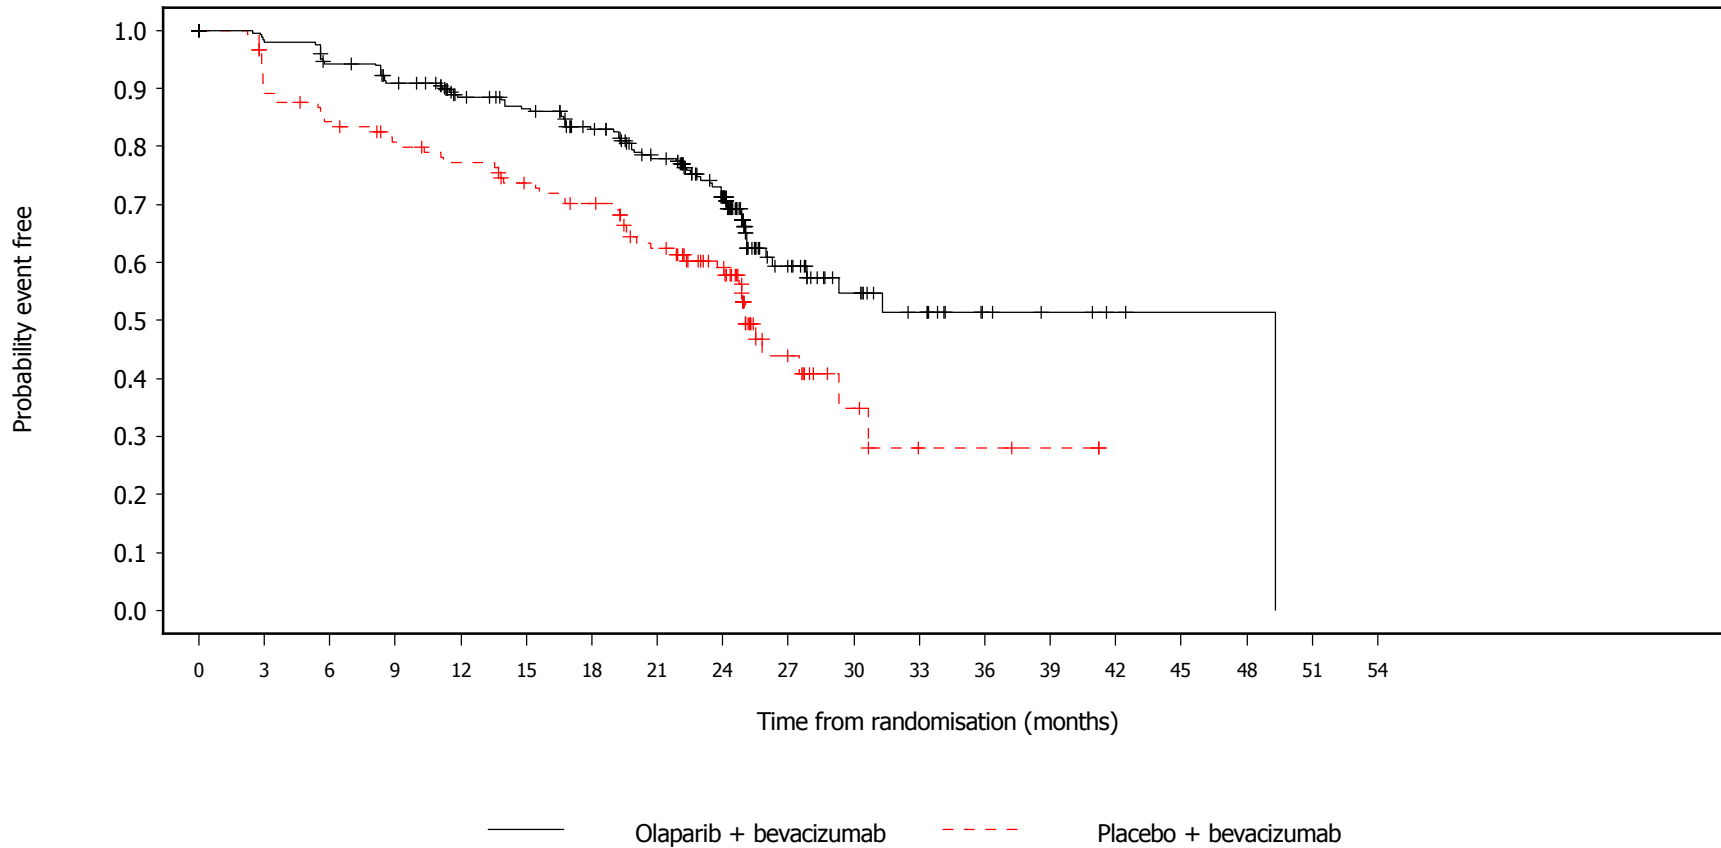 1.0
0.9
0.8
0.7
0.6
0.5
0.4
0.3
0.2
0.1
0.0
Probability event free
0 3 6 9 12 15 18 21 24 27 30 33 36 39 42 45 48 51 54
Time from randomisation (months)
Olaparib + bevacizumab Placebo + bevacizumab